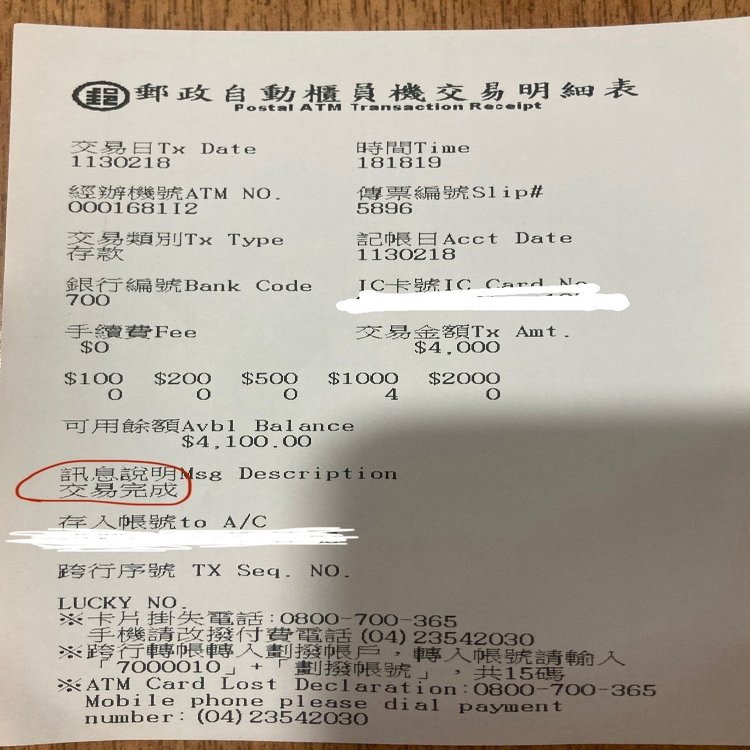 郵政自動櫃員機交易明細表
Postal ATM Transaction Receipt
交易日Tx Date 時間Time
1130218 181819
經辦機號ATM NO. 傳票編號Slip#
0001681I2 5896
交易類別Tx Type 記帳日Acct Date
存款 1130218
銀行編號Bank Code IC卡號IC Card No
700
手續費Fee 交易金額Tx Amt.
$0 $4,000
$100 $200 $500 $1000 $2000
0 0 0 4 0
可用餘額Avbl Balance
$4,100.00
訊息說明Msg Description
交易完成
存入帳號to A/C
跨行序號 TX Seq. NO.
LUCKY NO.
※卡片掛失電話:0800-700-365
手機請改撥付費電話(04)23542030
※跨行轉帳轉入劃撥帳戶，轉入帳號請輸入
「7000010」+「劃撥帳號」，共15碼
※ATM Card Lost Declaration:0800-700-365
Mobile phone please dial payment
number:(04)23542030